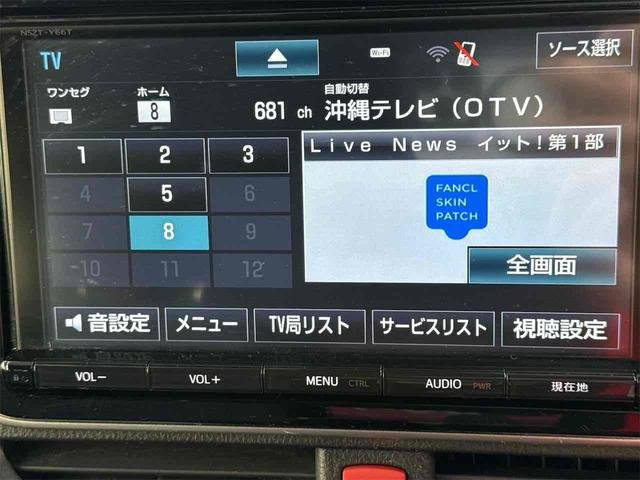 NSZT-Y66T
TV
Wi-Fi
ソース選択
ワンセグ
ホーム
8
自動切替
681 ch 沖縄テレビ（OTV）
Live News イット！第1部
1 2 3
4 5 6
7 8 9
10 11 12
FANCL
SKIN
PATCH
全画面
音設定
メニュー
TV局リスト
サービスリスト
視聴設定
VOL−
VOL+
MENU CTRL
AUDIO PWR
現在地